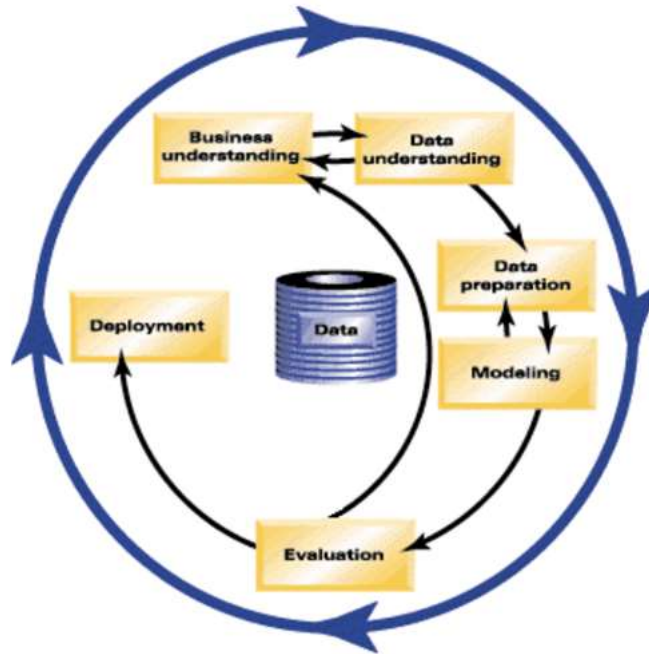 Business
understanding
Data
understanding
Data
preparation
Deployment
Data
Modeling
Evaluation